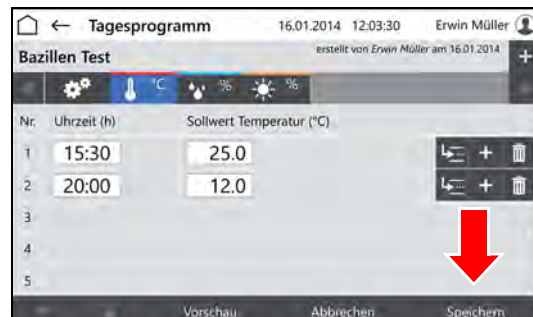 Tagesprogramm 16.01.2014 12:03:30 Erwin Müller
Bazillen Test erstellt von Erwin Müller am 16.01.2014
°C % %
Nr. Uhrzeit (h) Sollwert Temperatur (°C)
1 15:30 25.0
2 20:00 12.0
3
4
5
Vorschau Abbrechen Speichern